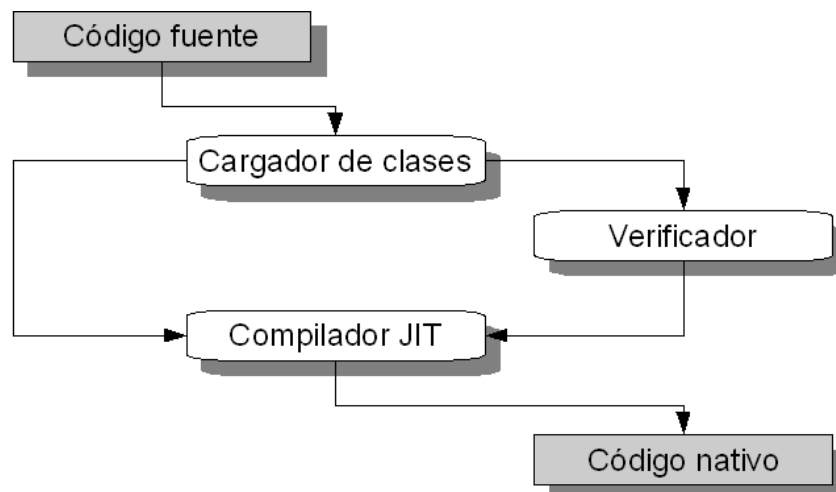 Código fuente
Cargador de clases
Verificador
Compilador JIT
Código nativo